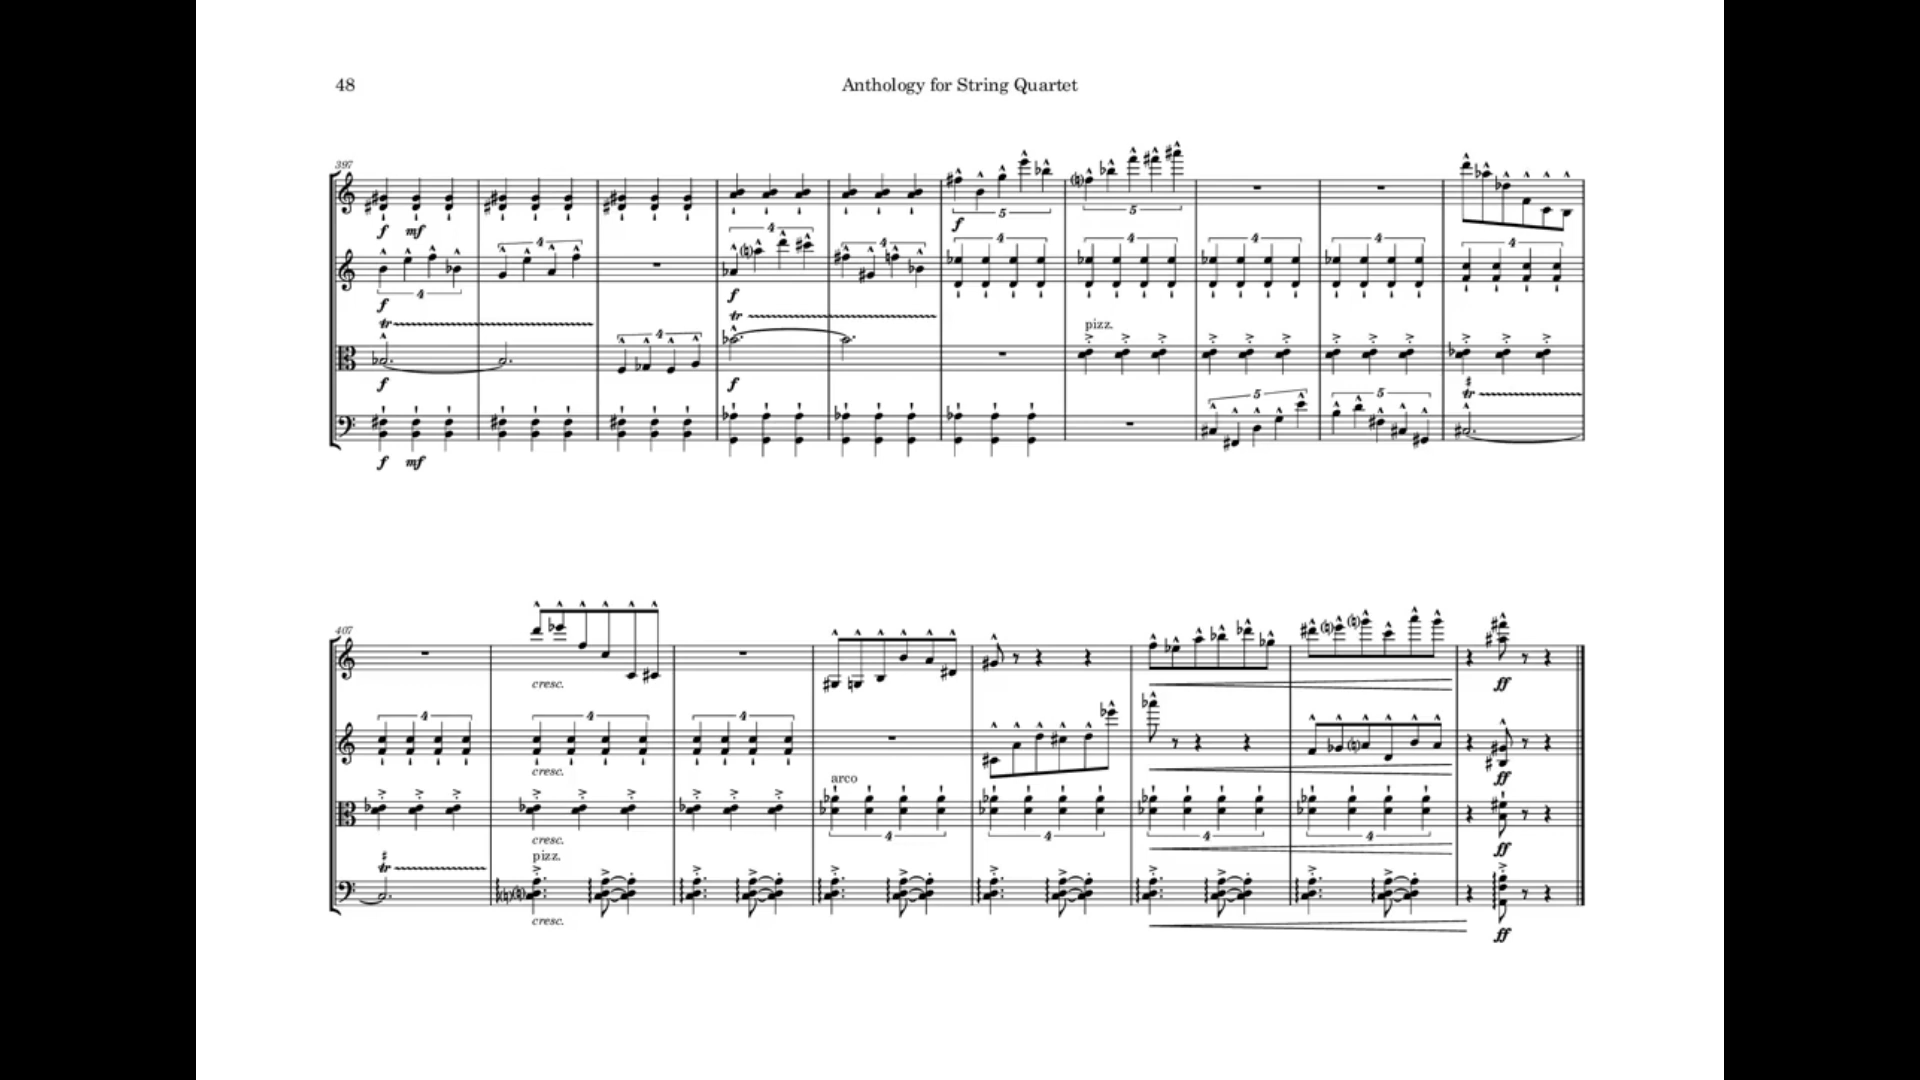 48 Anthology for String Quartet
397
f mf f
4 4 4 4 5 5
f f
4 4 4 4 4 4 4
tr tr pizz.
f 4 f
5 5 tr
f mf
407
cresc. ff
4 4 4
cresc. ff
arco
cresc. 4 4 4 4 ff
tr pizz.
cresc. ff